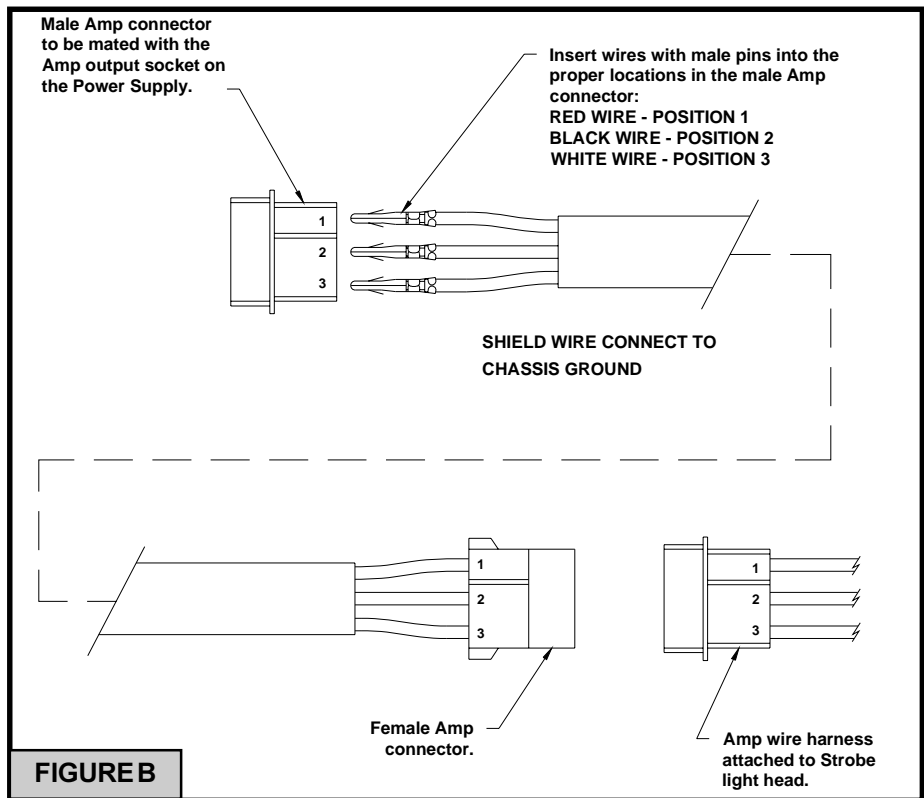 Male Amp connector
to be mated with the
Amp output socket on
the Power Supply.
Insert wires with male pins into the
proper locations in the male Amp
connector:
RED WIRE - POSITION 1
BLACK WIRE - POSITION 2
WHITE WIRE - POSITION 3
1
2
3
SHIELD WIRE CONNECT TO
CHASSIS GROUND
1
2
3
1
2
3
Female Amp
connector.
Amp wire harness
attached to Strobe
light head.
FIGURE B